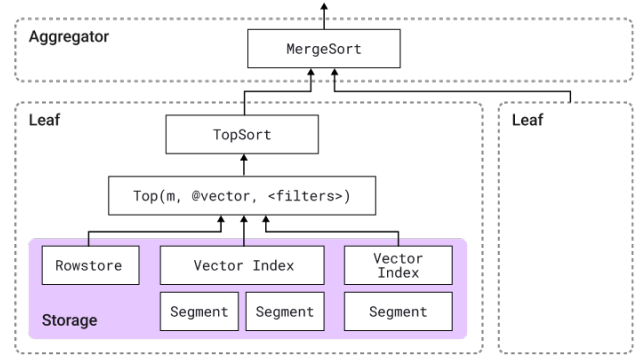 Aggregator
MergeSort
Leaf
Leaf
TopSort
Top(m, @vector, <filters>)
Rowstore
Vector Index
Vector
Index
Segment
Segment
Segment
Storage